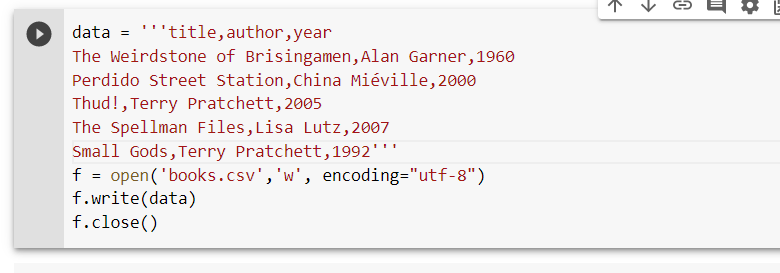 data = '''title,author,year
The Weirdstone of Brisingamen,Alan Garner,1960
Perdido Street Station,China Miéville,2000
Thud!,Terry Pratchett,2005
The Spellman Files,Lisa Lutz,2007
Small Gods,Terry Pratchett,1992'''
f = open('books.csv','w', encoding="utf-8")
f.write(data)
f.close()